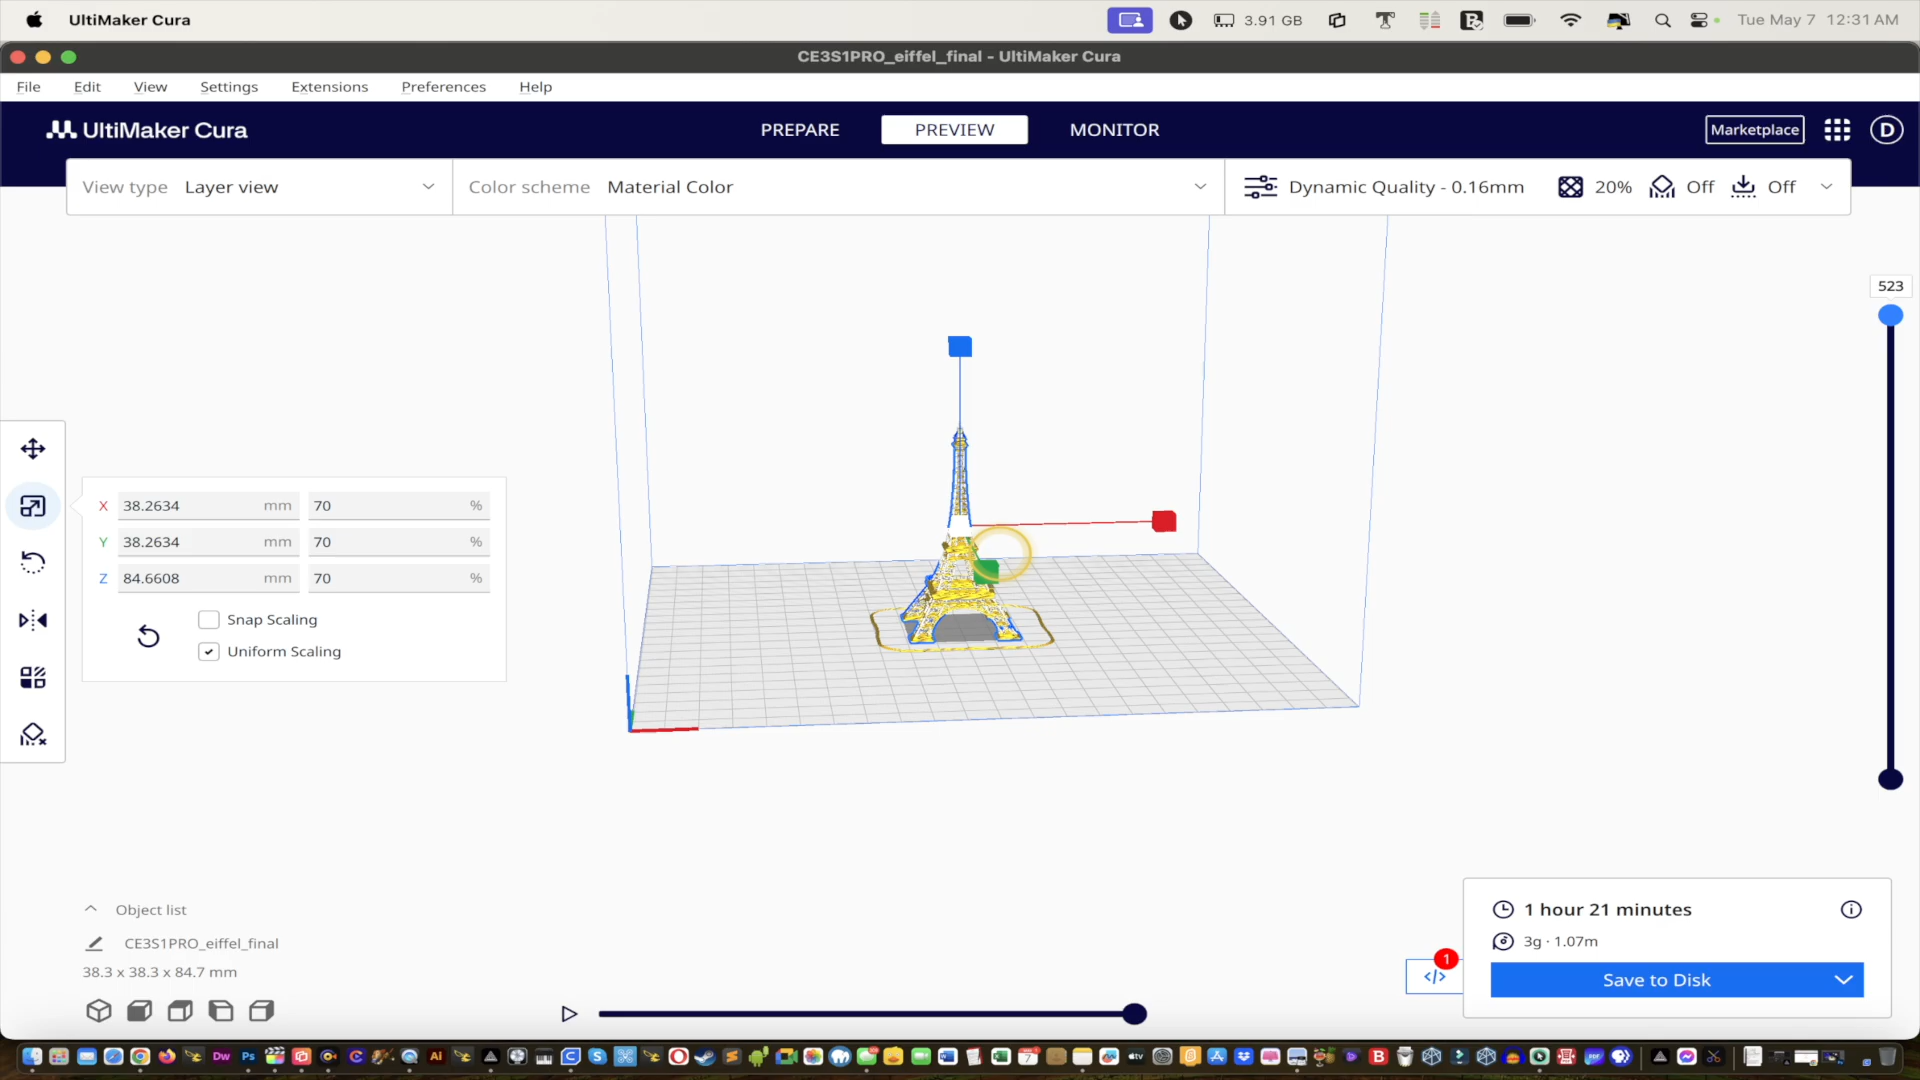 UltiMaker Cura
3.91 GB
Tue May 7 12:31 AM
CE3S1PRO_eiffel_final - UltiMaker Cura
File Edit View Settings Extensions Preferences Help
UltiMaker Cura
PREPARE PREVIEW MONITOR
Marketplace
D
View type Layer view
Color scheme Material Color
Dynamic Quality - 0.16mm 20% Off Off
523
X 38.2634 mm 70 %
Y 38.2634 mm 70 %
Z 84.6608 mm 70 %
Snap Scaling
Uniform Scaling
Object list
CE3S1PRO_eiffel_final
38.3 x 38.3 x 84.7 mm
1
</>
1 hour 21 minutes
3g · 1.07m
Save to Disk
Dw Ps Ai